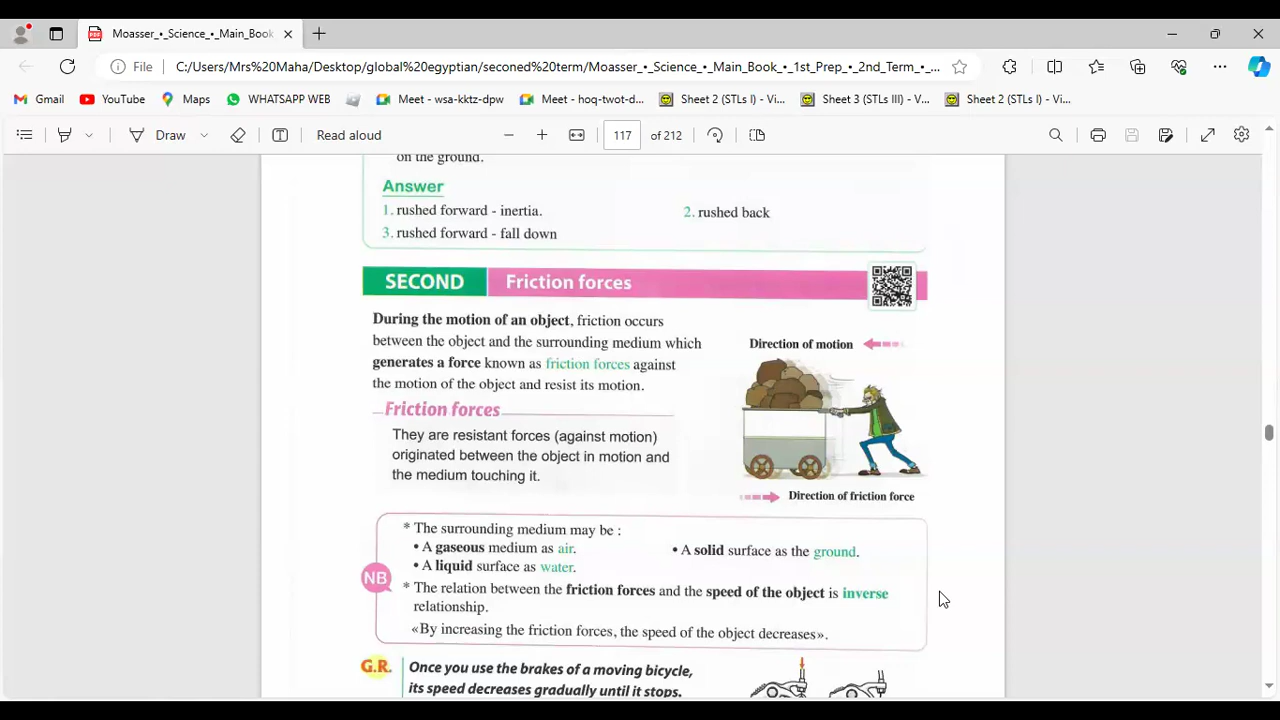 Moasser_•_Science_•_Main_Book
File
C:/Users/Mrs%20Maha/Desktop/global%20egyptian/seconed%20term/Moasser_•_Science_•_Main_Book_•_1st_Prep_•_2nd_Term_•_...
Gmail YouTube Maps WHATSAPP WEB Meet - wsa-kktz-dpw Meet - hoq-twot-d... Sheet 2 (STLs I) - Vi... Sheet 3 (STLs III) - V... Sheet 2 (STLs I) - Vi...
Draw Read aloud 117 of 212
on the ground.
Answer
1. rushed forward - inertia. 2. rushed back
3. rushed forward - fall down
SECOND Friction forces
During the motion of an object, friction occurs
between the object and the surrounding medium which
generates a force known as friction forces against
the motion of the object and resist its motion.
Direction of motion
Friction forces
They are resistant forces (against motion)
originated between the object in motion and
the medium touching it.
Direction of friction force
* The surrounding medium may be :
• A gaseous medium as air. • A solid surface as the ground.
• A liquid surface as water.
NB
* The relation between the friction forces and the speed of the object is inverse
relationship.
«By increasing the friction forces, the speed of the object decreases».
G.R. Once you use the brakes of a moving bicycle,
its speed decreases gradually until it stops.